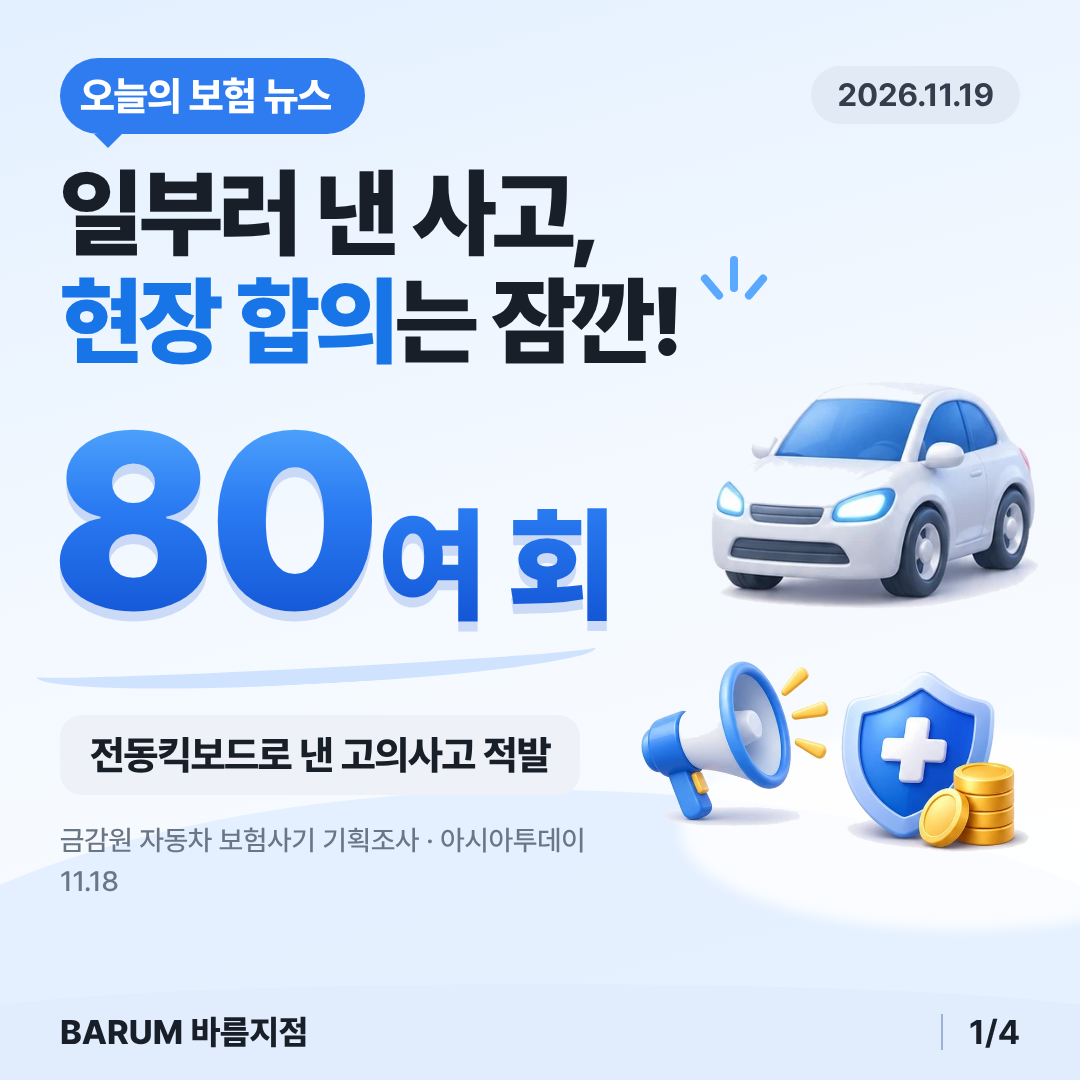 오늘의 보험 뉴스
2026.11.19
일부러 낸 사고,
현장 합의는 잠깐!
80여 회
전동킥보드로 낸 고의사고 적발
금감원 자동차 보험사기 기획조사 · 아시아투데이
11.18
BARUM 바름지점
1/4